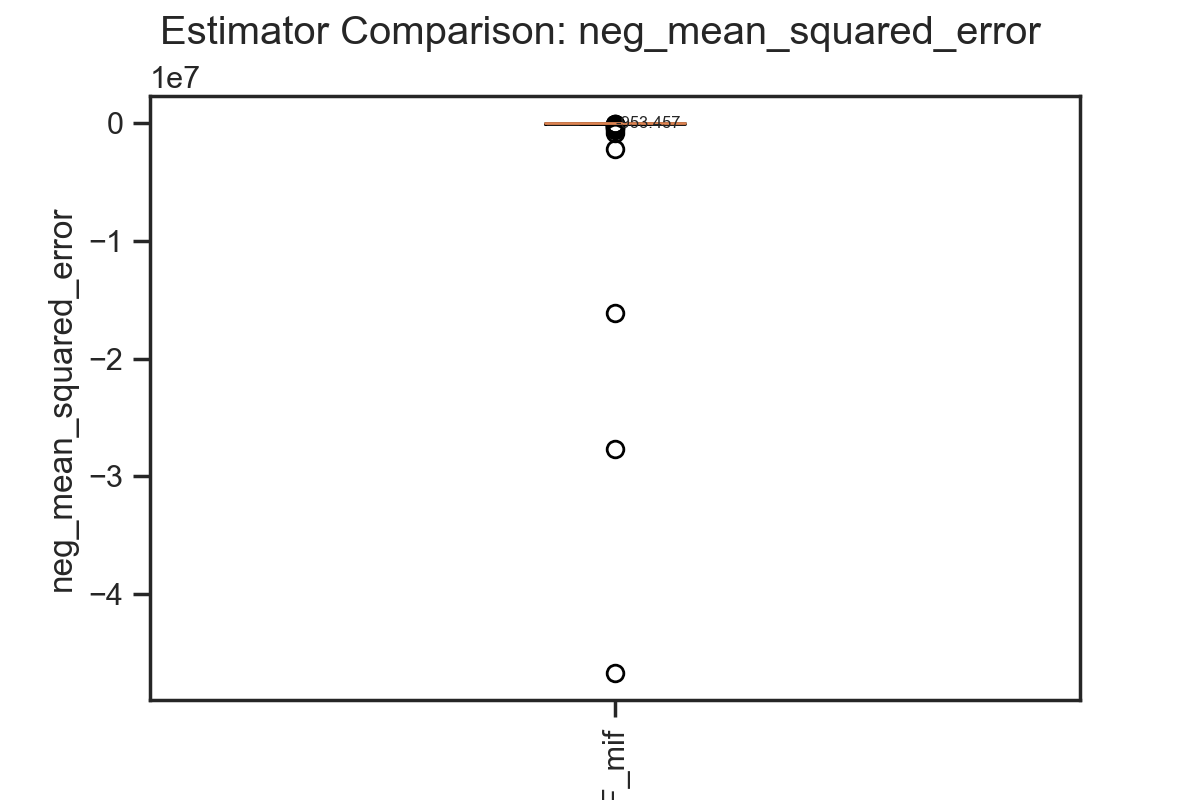 Estimator Comparison: neg_mean_squared_error
1e7
0
−1
−2
−3
−4
neg_mean_squared_error
953.457
_mif